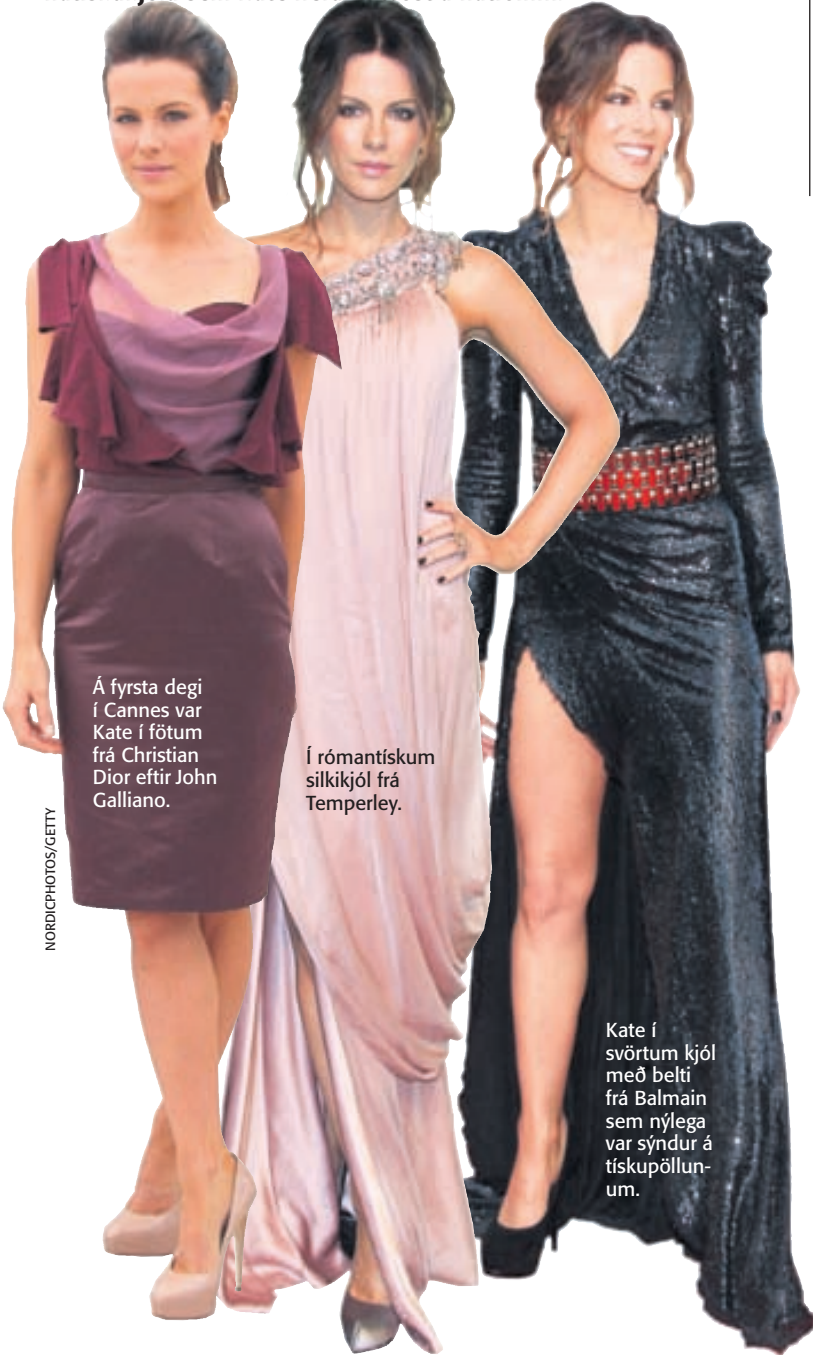 Á fyrsta degi
í Cannes var
Kate í fötum
frá Christian
Dior eftir John
Galliano.
Í rómantískum
silkikjól frá
Temperley.
Kate í
svörtum kjól
með belti
frá Balmain
sem nýlega
var sýndur á
tískupöllun-
um.
NORDICPHOTOS/GETTY